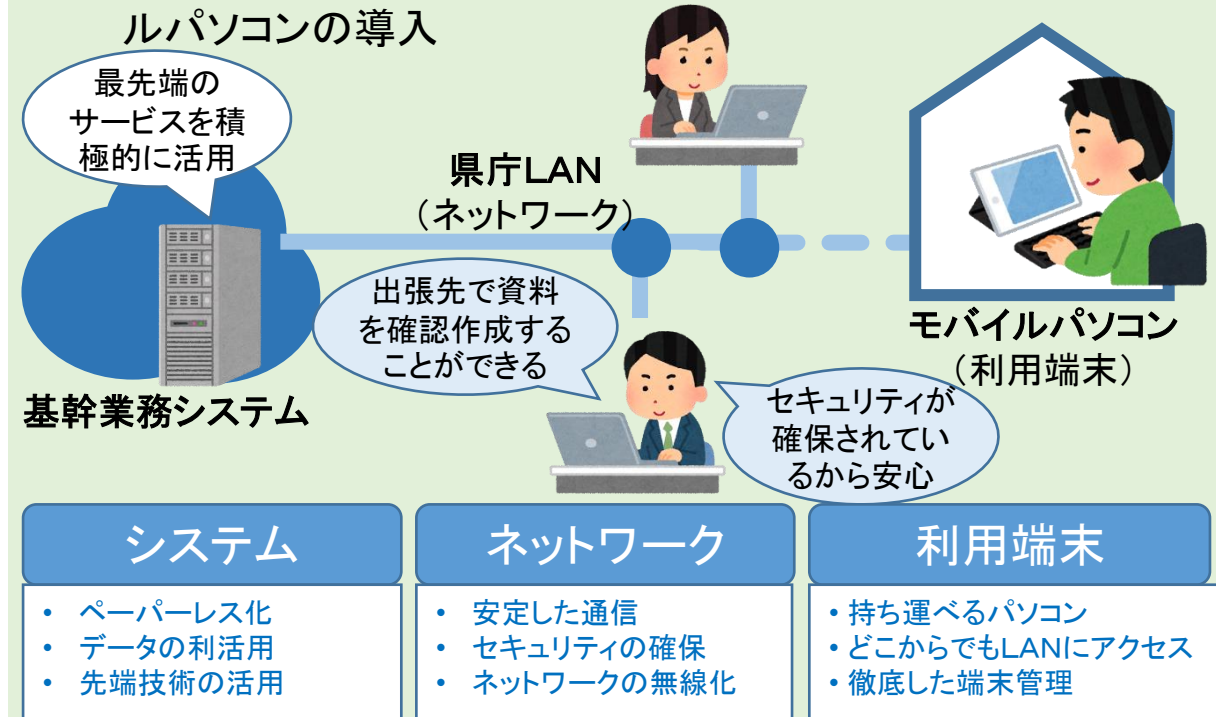 ルパソコンの導入
最先端の
サービスを積
極的に活用
県庁LAN
（ネットワーク）
出張先で資料
を確認作成する
ことができる
モバイルパソコン
（利用端末）
基幹業務システム
セキュリティが
確保されてい
るから安心
システム
・ ペーパーレス化
・ データの利活用
・ 先端技術の活用
ネットワーク
・ 安定した通信
・ セキュリティの確保
・ ネットワークの無線化
利用端末
・持ち運べるパソコン
・どこからでもLANにアクセス
・徹底した端末管理